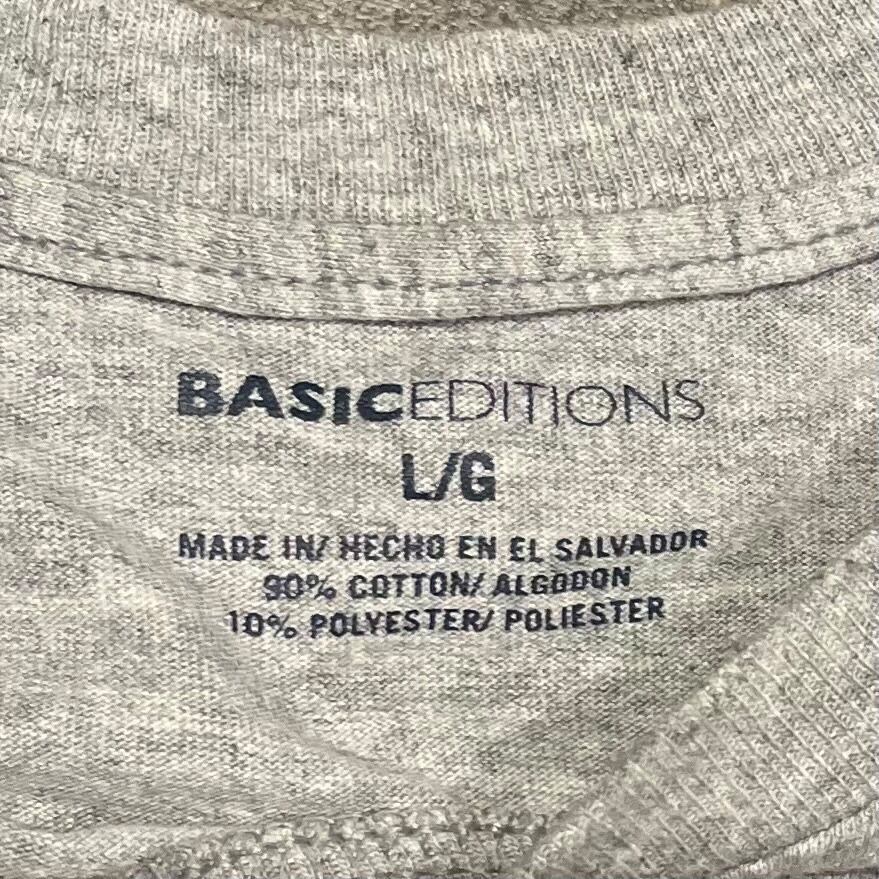 BASICEDITIONS
L/G
MADE IN/ HECHO EN EL SALVADOR
90% COTTON/ ALGODON
10% POLYESTER/ POLIESTER